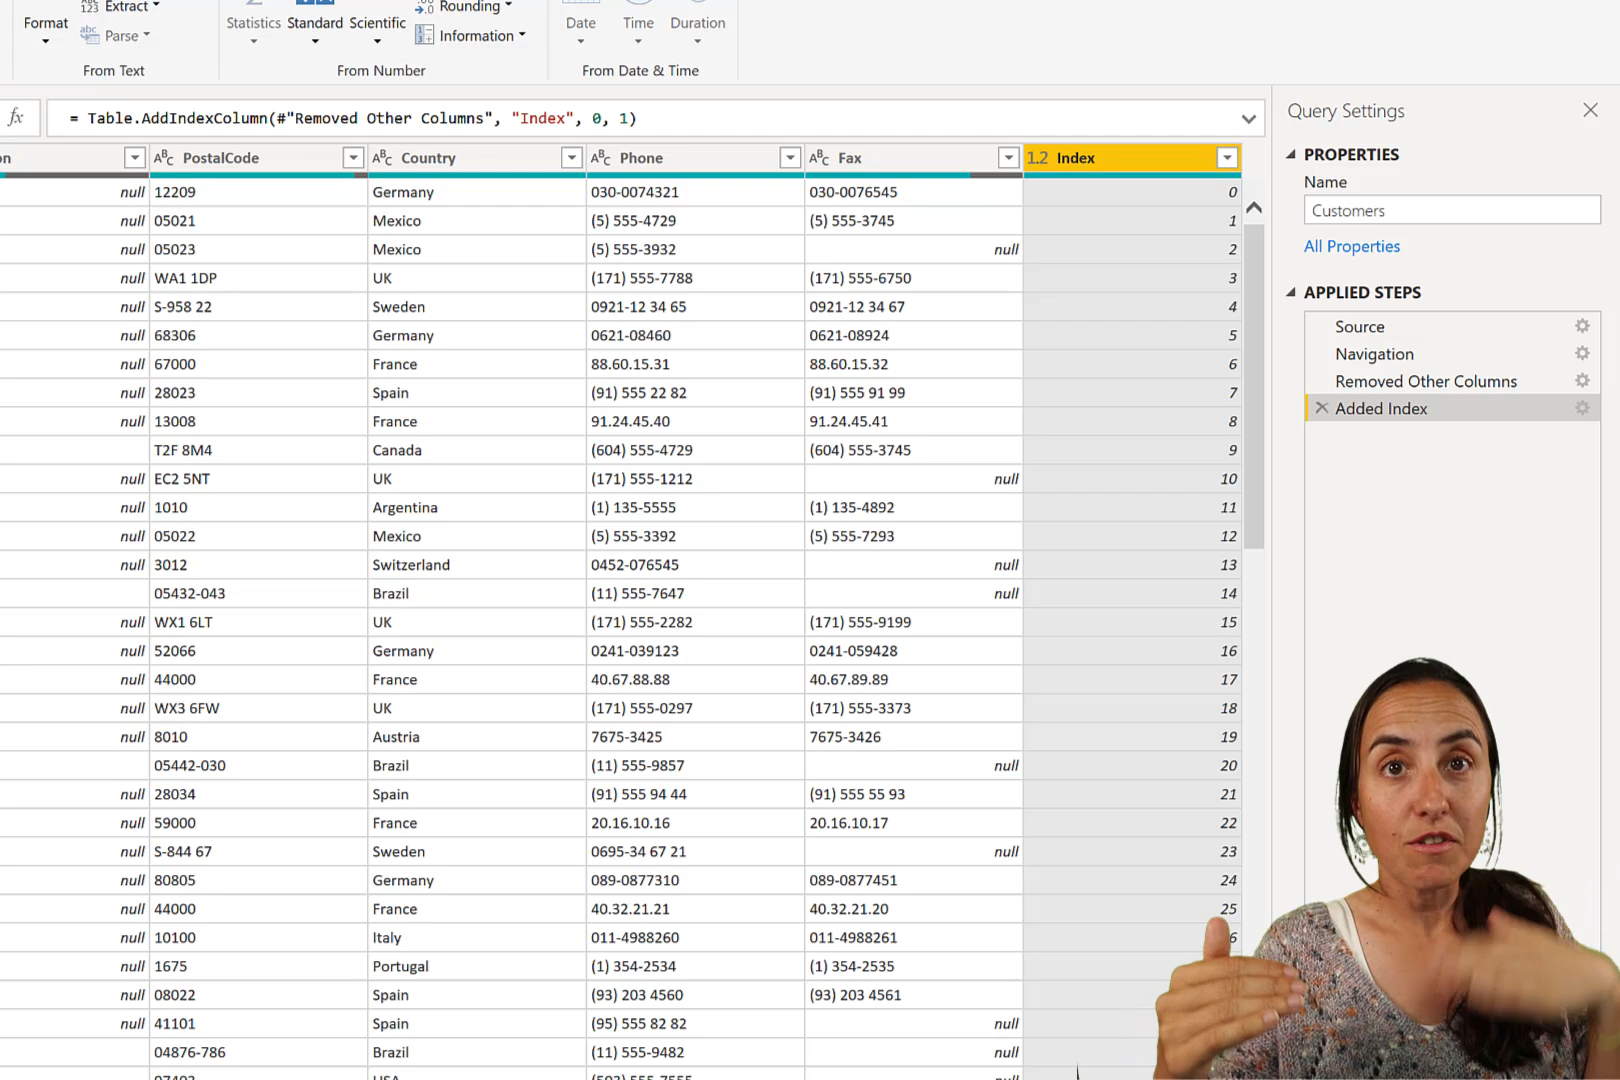 Extract
Rounding
Format
Parse
Statistics Standard Scientific
Information
Date Time Duration
From Text
From Number
From Date & Time
fx = Table.AddIndexColumn(#"Removed Other Columns", "Index", 0, 1)
on PostalCode Country Phone Fax 1.2 Index
null 12209 Germany 030-0074321 030-0076545 0
null 05021 Mexico (5) 555-4729 (5) 555-3745 1
null 05023 Mexico (5) 555-3932 null 2
null WA1 1DP UK (171) 555-7788 (171) 555-6750 3
null S-958 22 Sweden 0921-12 34 65 0921-12 34 67 4
null 68306 Germany 0621-08460 0621-08924 5
null 67000 France 88.60.15.31 88.60.15.32 6
null 28023 Spain (91) 555 22 82 (91) 555 91 99 7
null 13008 France 91.24.45.40 91.24.45.41 8
T2F 8M4 Canada (604) 555-4729 (604) 555-3745 9
null EC2 5NT UK (171) 555-1212 null 10
null 1010 Argentina (1) 135-5555 (1) 135-4892 11
null 05022 Mexico (5) 555-3392 (5) 555-7293 12
null 3012 Switzerland 0452-076545 null 13
05432-043 Brazil (11) 555-7647 null 14
null WX1 6LT UK (171) 555-2282 (171) 555-9199 15
null 52066 Germany 0241-039123 0241-059428 16
null 44000 France 40.67.88.88 40.67.89.89 17
null WX3 6FW UK (171) 555-0297 (171) 555-3373 18
null 8010 Austria 7675-3425 7675-3426 19
05442-030 Brazil (11) 555-9857 null 20
null 28034 Spain (91) 555 94 44 (91) 555 55 93 21
null 59000 France 20.16.10.16 20.16.10.17 22
null S-844 67 Sweden 0695-34 67 21 null 23
null 80805 Germany 089-0877310 089-0877451 24
null 44000 France 40.32.21.21 40.32.21.20 25
null 10100 Italy 011-4988260 011-4988261 6
null 1675 Portugal (1) 354-2534 (1) 354-2535
null 08022 Spain (93) 203 4560 (93) 203 4561
null 41101 Spain (95) 555 82 82 null
04876-786 Brazil (11) 555-9482 null
Query Settings
PROPERTIES
Name
Customers
All Properties
APPLIED STEPS
Source
Navigation
Removed Other Columns
Added Index